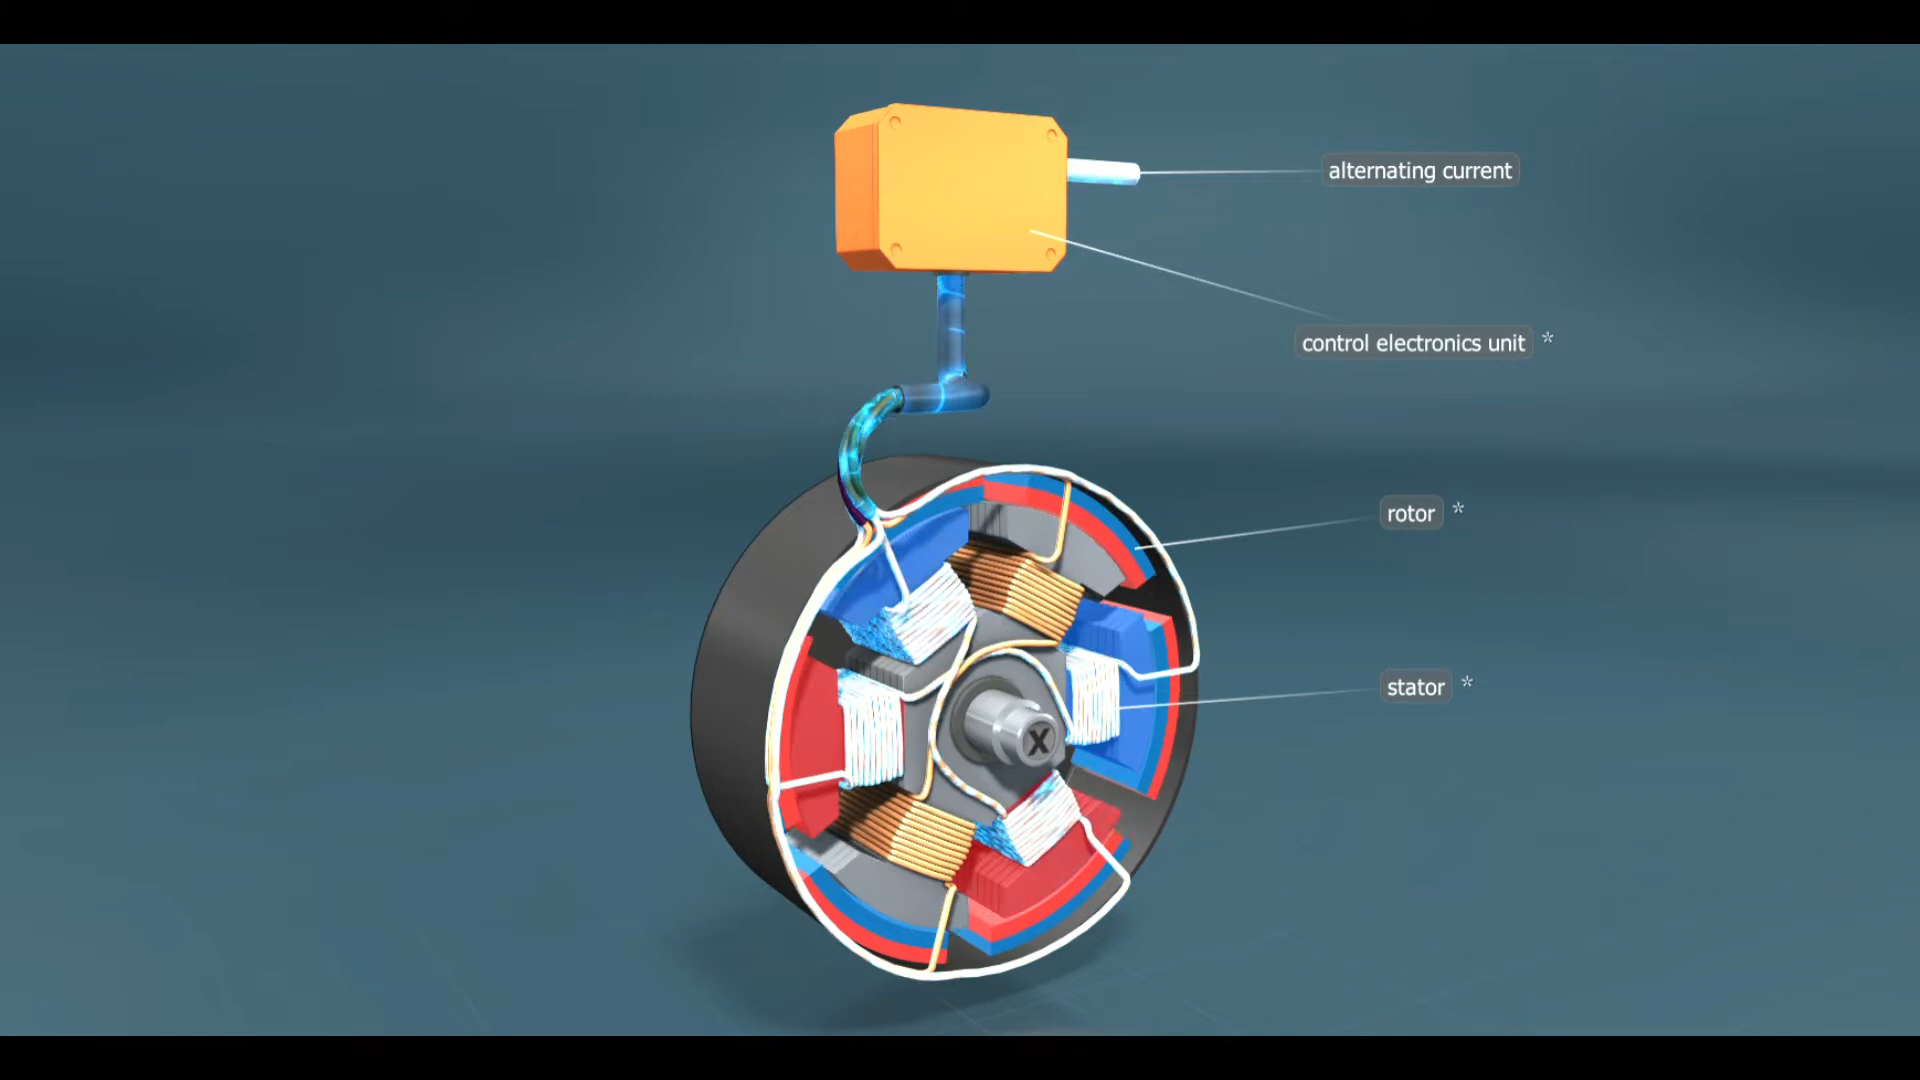 alternating current
control electronics unit *
rotor *
stator *
X